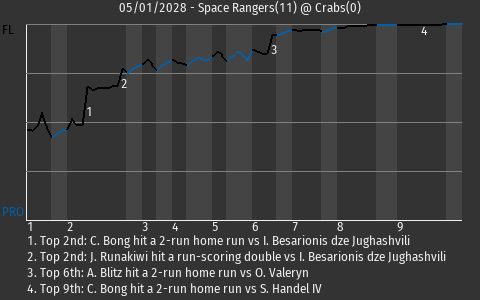 05/01/2028 - Space Rangers(11) @ Crabs(0)
FL
4
3
2
1
PRO
1 2 3 4 5 6 7 8 9
1. Top 2nd: C. Bong hit a 2-run home run vs I. Besarionis dze Jughashvili
2. Top 2nd: J. Runakiwi hit a run-scoring double vs I. Besarionis dze Jughashvili
3. Top 6th: A. Blitz hit a 2-run home run vs O. Valeryn
4. Top 9th: C. Bong hit a 2-run home run vs S. Handel IV